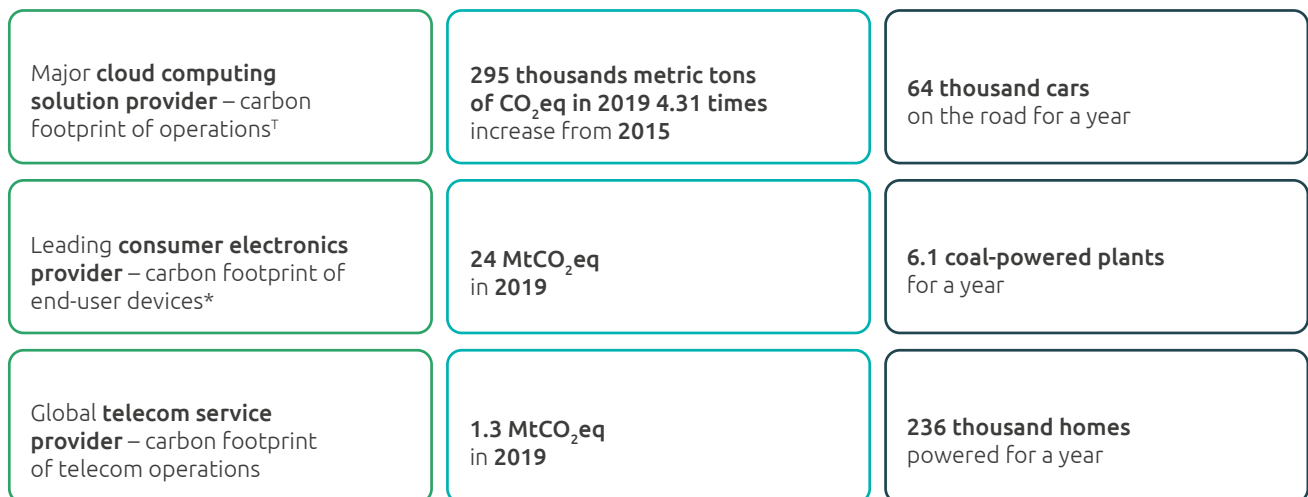 Major cloud computing
solution provider – carbon
footprint of operationsᵀ
295 thousands metric tons
of CO₂eq in 2019 4.31 times
increase from 2015
64 thousand cars
on the road for a year
Leading consumer electronics
provider – carbon footprint of
end-user devices*
24 MtCO₂eq
in 2019
6.1 coal-powered plants
for a year
Global telecom service
provider – carbon footprint
of telecom operations
1.3 MtCO₂eq
in 2019
236 thousand homes
powered for a year